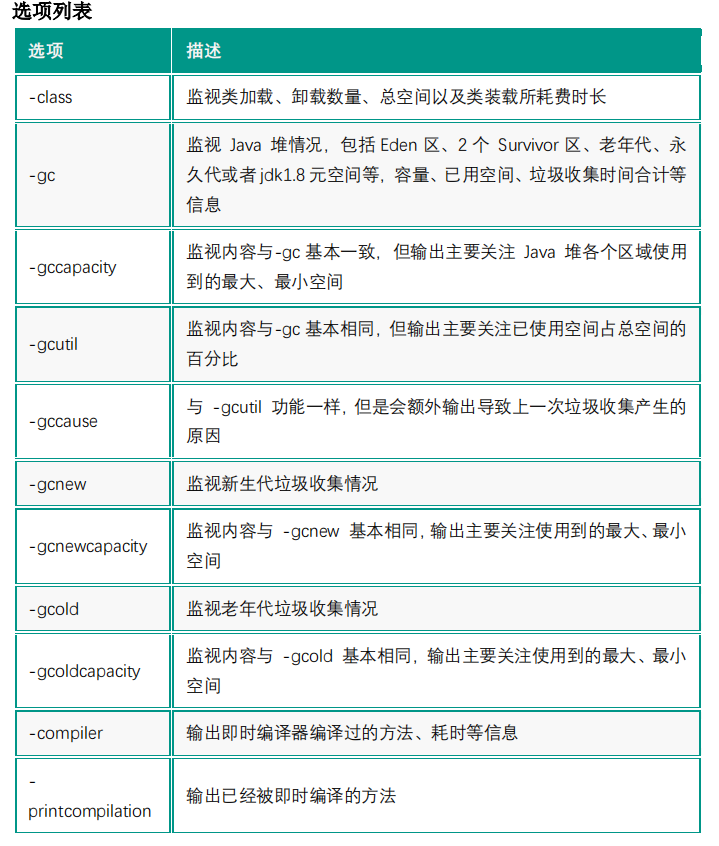 选项列表
选项 描述
-class 监视类加载、卸载数量、总空间以及类装载所耗费时长
监视 Java 堆情况，包括 Eden 区、2 个 Survivor 区、老年代、永
-gc 久代或者 jdk1.8 元空间等，容量、已用空间、垃圾收集时间合计等
信息
-gccapacity 监视内容与-gc 基本一致，但输出主要关注 Java 堆各个区域使用
到的最大、最小空间
-gcutil 监视内容与-gc 基本相同，但输出主要关注已使用空间占总空间的
百分比
-gccause 与 -gcutil 功能一样，但是会额外输出导致上一次垃圾收集产生的
原因
-gcnew 监视新生代垃圾收集情况
-gcnewcapacity 监视内容与 -gcnew 基本相同，输出主要关注使用到的最大、最小
空间
-gcold 监视老年代垃圾收集情况
-gcoldcapacity 监视内容与 -gcold 基本相同，输出主要关注使用到的最大、最小
空间
-compiler 输出即时编译器编译过的方法、耗时等信息
-
printcompilation 输出已经被即时编译的方法